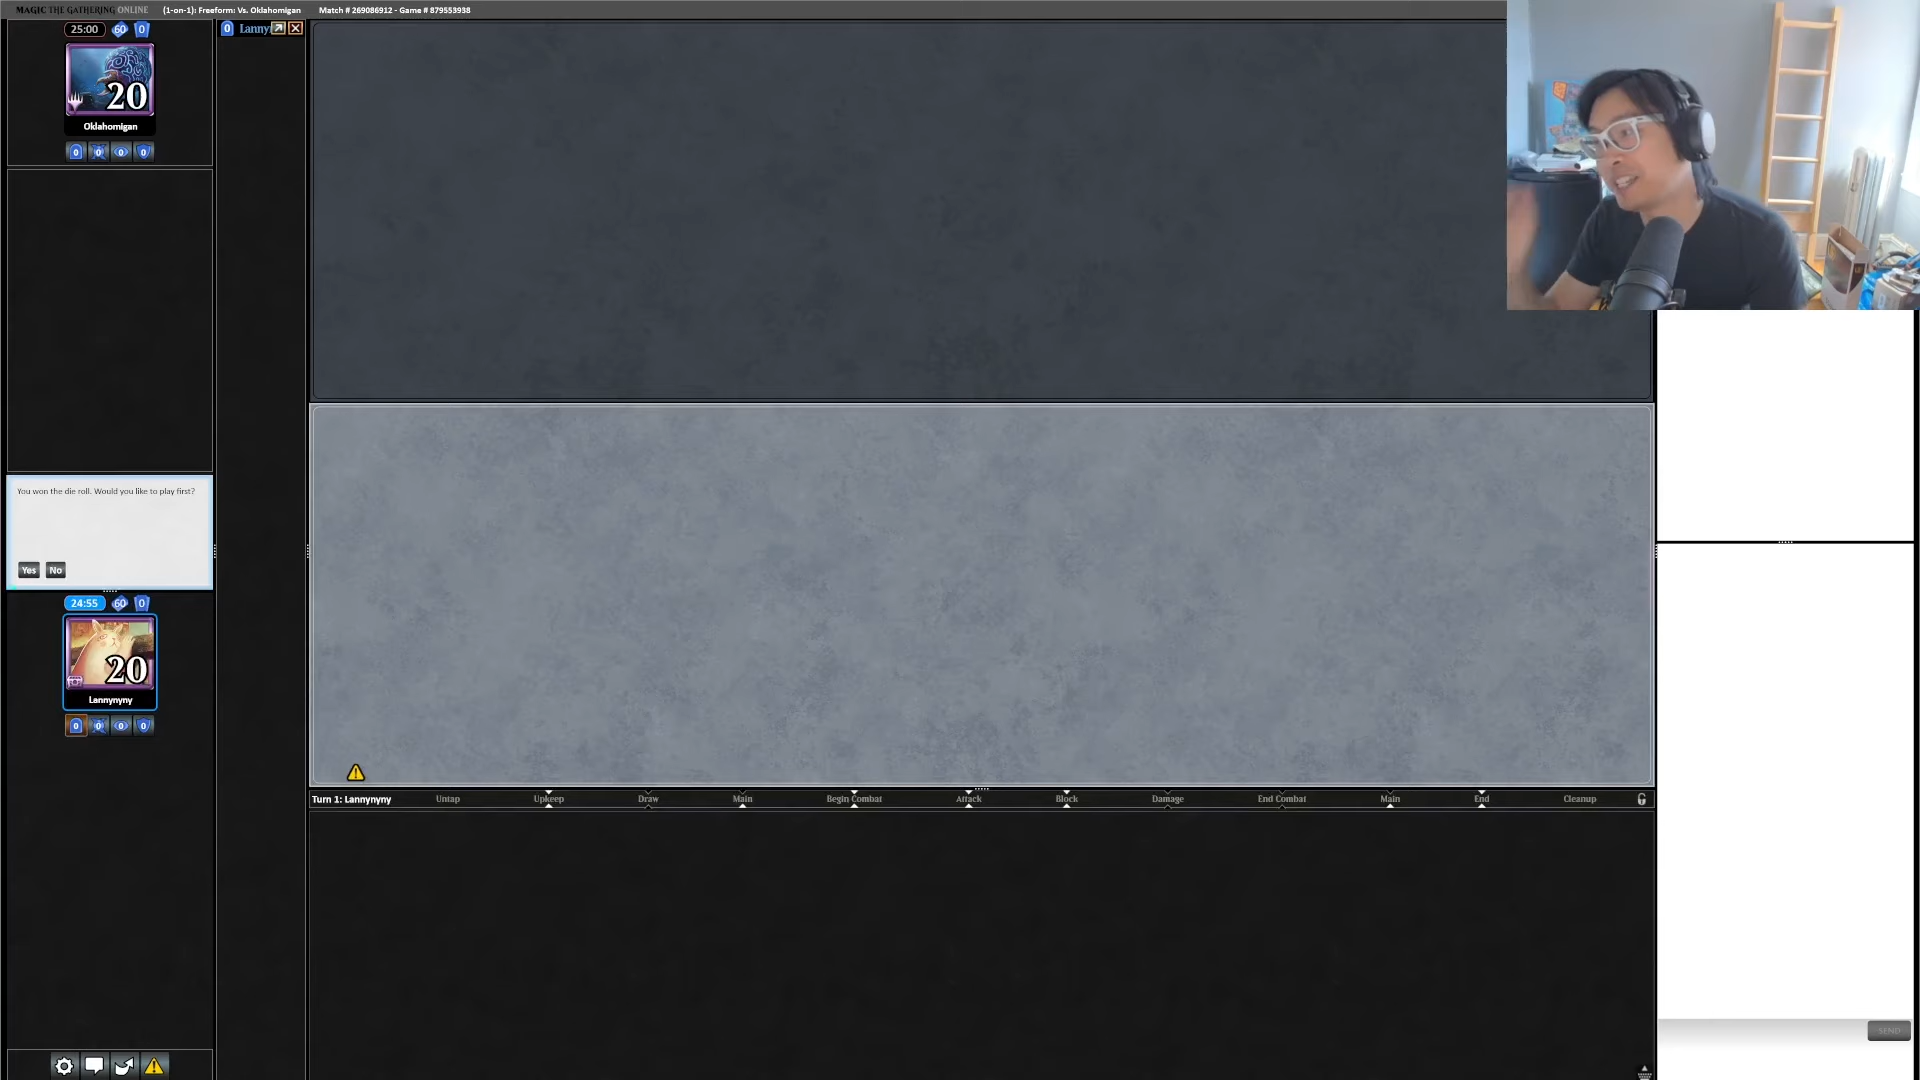 MAGIC THE GATHERING ONLINE (1-on-1): Freeform: Vs. Oklahomigan Match # 269086912 - Game # 879553938
25:00 60 0
20
Oklahomigan
0 0 0 0
0 Lanny
You won the die roll. Would you like to play first?
Yes No
24:55 60 0
20
Lannynyny
0 0 0 0
Turn 1: Lannynyny Untap Upkeep Draw Main Begin Combat Attack Block Damage End Combat Main End Cleanup
SEND